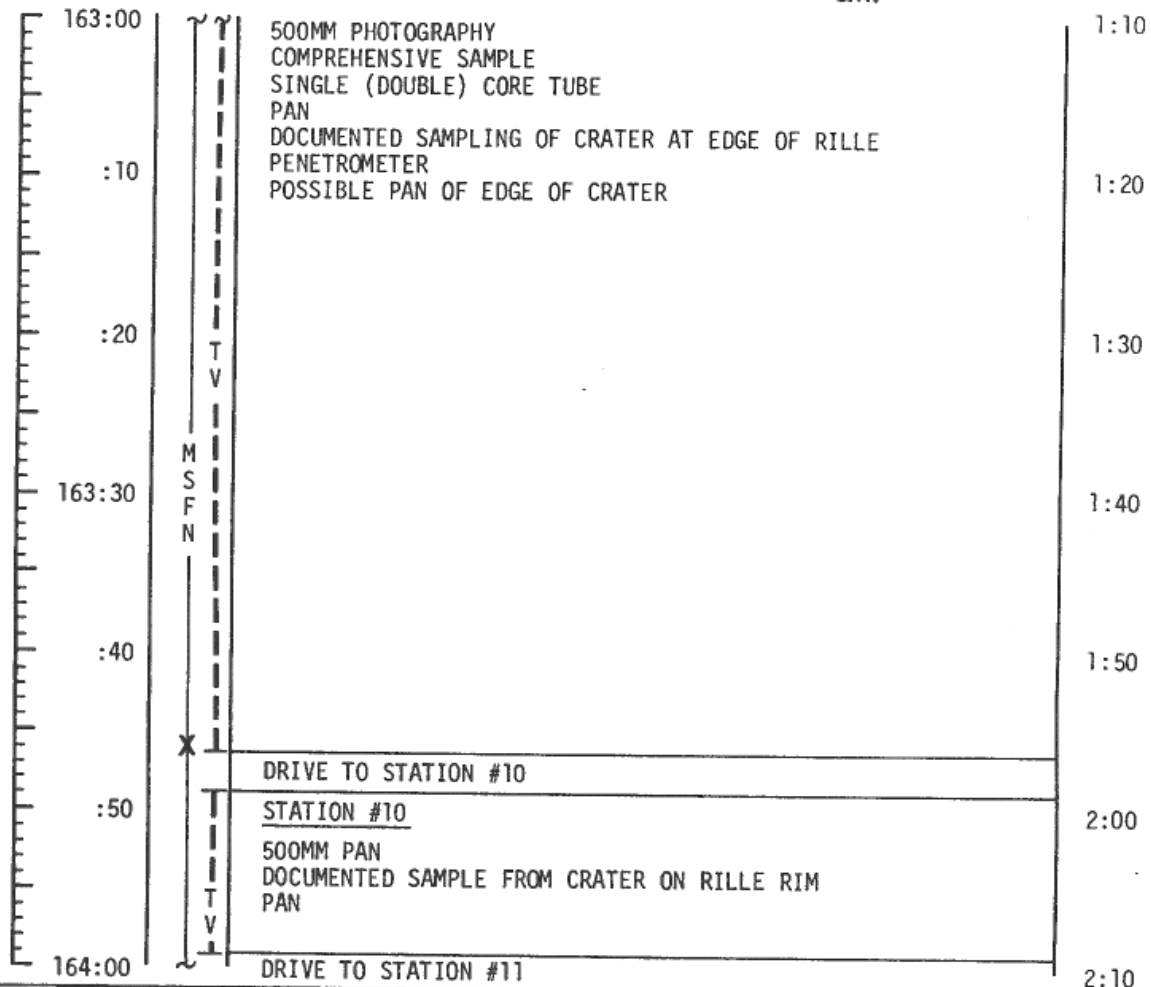 163:00
500MM PHOTOGRAPHY
1:10
COMPREHENSIVE SAMPLE
SINGLE (DOUBLE) CORE TUBE
PAN
DOCUMENTED SAMPLING OF CRATER AT EDGE OF RILLE
:10
PENETROMETER
1:20
POSSIBLE PAN OF EDGE OF CRATER
:20
TV
1:30
MSFN
163:30
1:40
:40
1:50
X
DRIVE TO STATION #10
:50
STATION #10
2:00
500MM PAN
DOCUMENTED SAMPLE FROM CRATER ON RILLE RIM
TV
PAN
164:00
DRIVE TO STATION #11
2:10